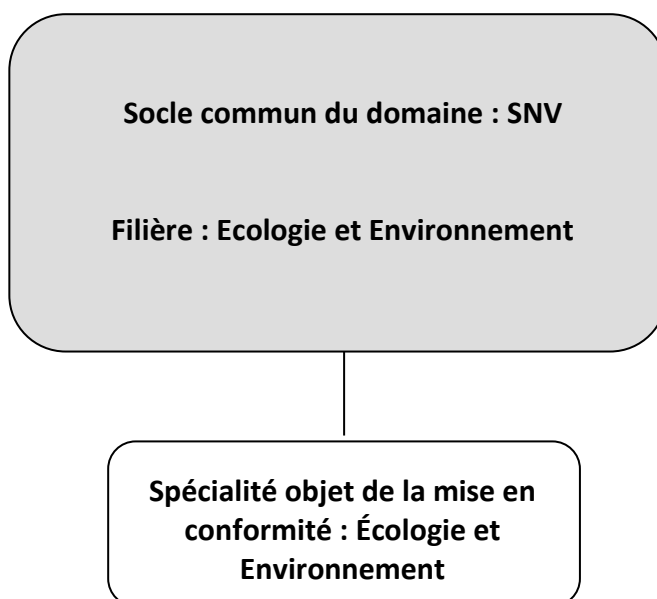 Socle commun du domaine : SNV
Filière : Ecologie et Environnement
Spécialité objet de la mise en
conformité : Écologie et
Environnement